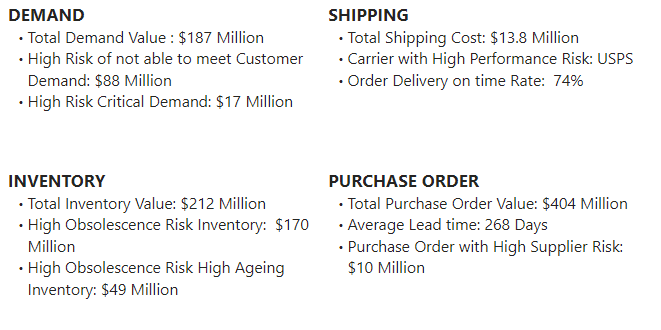 DEMAND
• Total Demand Value : $187 Million
• High Risk of not able to meet Customer
Demand: $88 Million
• High Risk Critical Demand: $17 Million
SHIPPING
• Total Shipping Cost: $13.8 Million
• Carrier with High Performance Risk: USPS
• Order Delivery on time Rate:  74%
INVENTORY
• Total Inventory Value: $212 Million
• High Obsolescence Risk Inventory:  $170
Million
• High Obsolescence Risk High Ageing
Inventory: $49 Million
PURCHASE ORDER
• Total Purchase Order Value: $404 Million
• Average Lead time: 268 Days
• Purchase Order with High Supplier Risk:
$10 Million